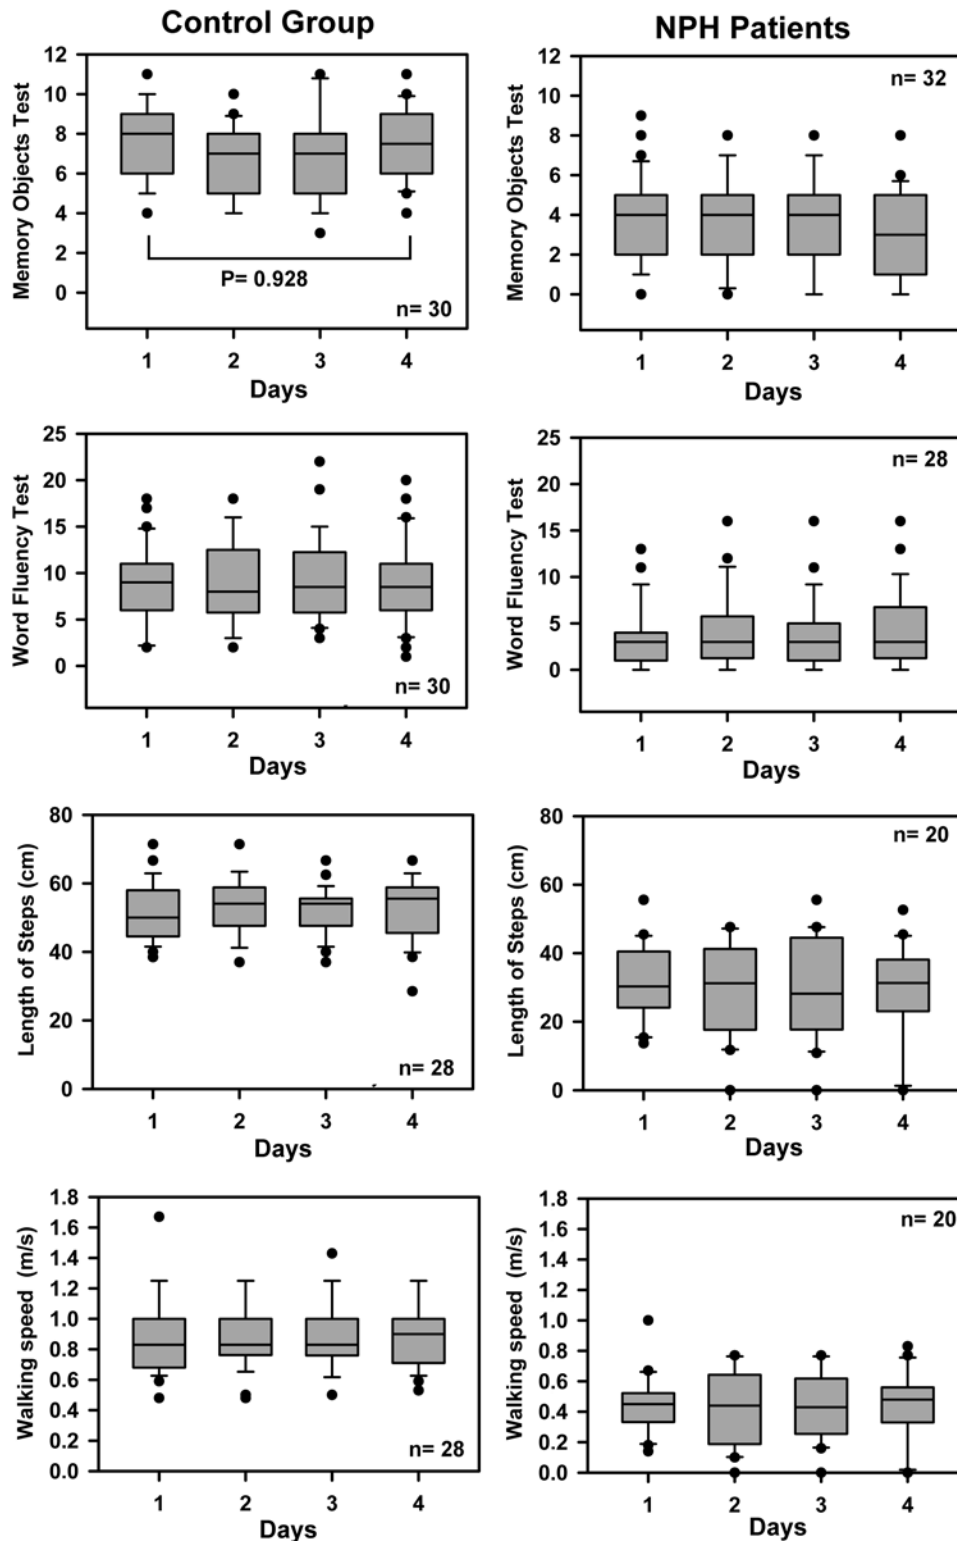 Control Group
NPH Patients
Memory Objects Test
12
10
8
6
4
2
0
P= 0.928
n= 30
1 2 3 4
Days
Memory Objects Test
12
10
8
6
4
2
0
n= 32
1 2 3 4
Days
Word Fluency Test
25
20
15
10
5
0
n= 30
1 2 3 4
Days
Word Fluency Test
25
20
15
10
5
0
n= 28
1 2 3 4
Days
Length of Steps (cm)
80
60
40
20
0
n= 28
1 2 3 4
Days
Length of Steps (cm)
80
60
40
20
0
n= 20
1 2 3 4
Days
Walking speed (m/s)
1.8
1.6
1.4
1.2
1.0
0.8
0.6
0.4
0.2
0.0
n= 28
1 2 3 4
Days
Walking speed (m/s)
1.8
1.6
1.4
1.2
1.0
0.8
0.6
0.4
0.2
0.0
n= 20
1 2 3 4
Days